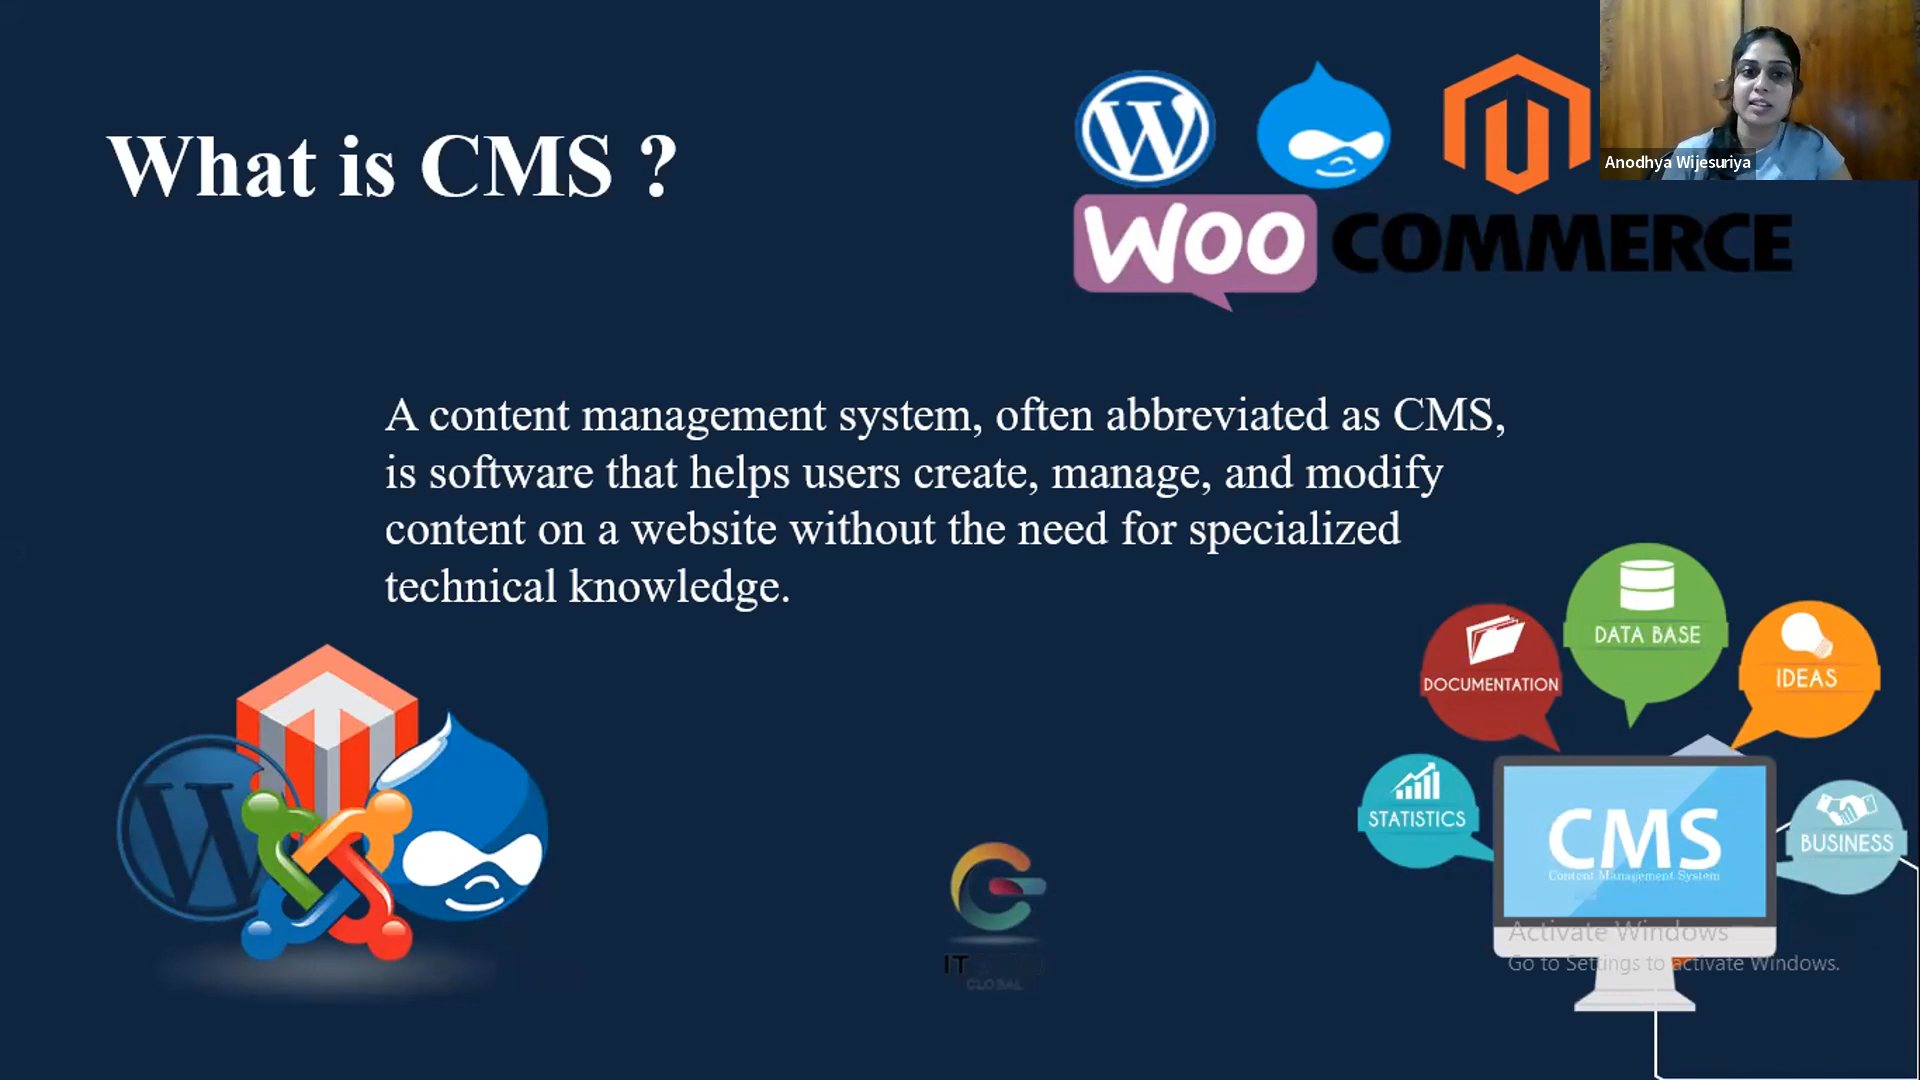 What is CMS ?
Anodhya Wijesuriya
WOO COMMERCE
A content management system, often abbreviated as CMS,
is software that helps users create, manage, and modify
content on a website without the need for specialized
technical knowledge.
DATA BASE
DOCUMENTATION
IDEAS
STATISTICS
BUSINESS
CMS
Content Management System
Activate Windows
Go to Settings to activate Windows.
IT
GLOBAL